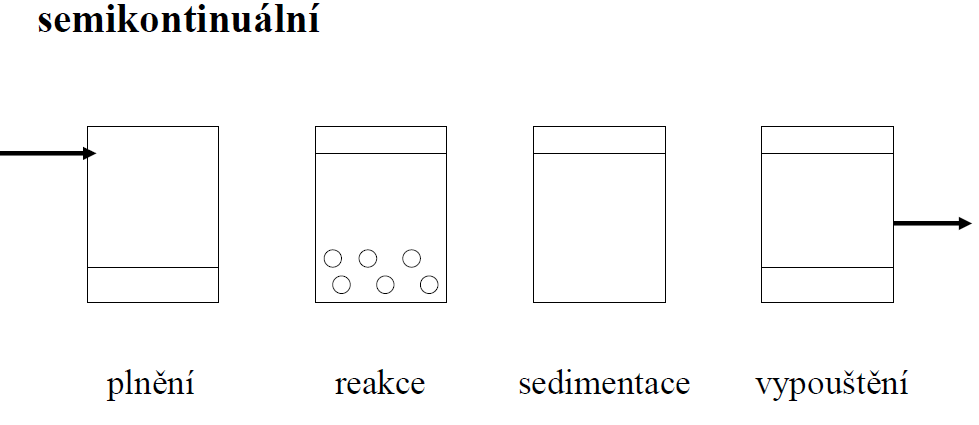 semikontinuální
plnění reakce sedimentace vypouštění